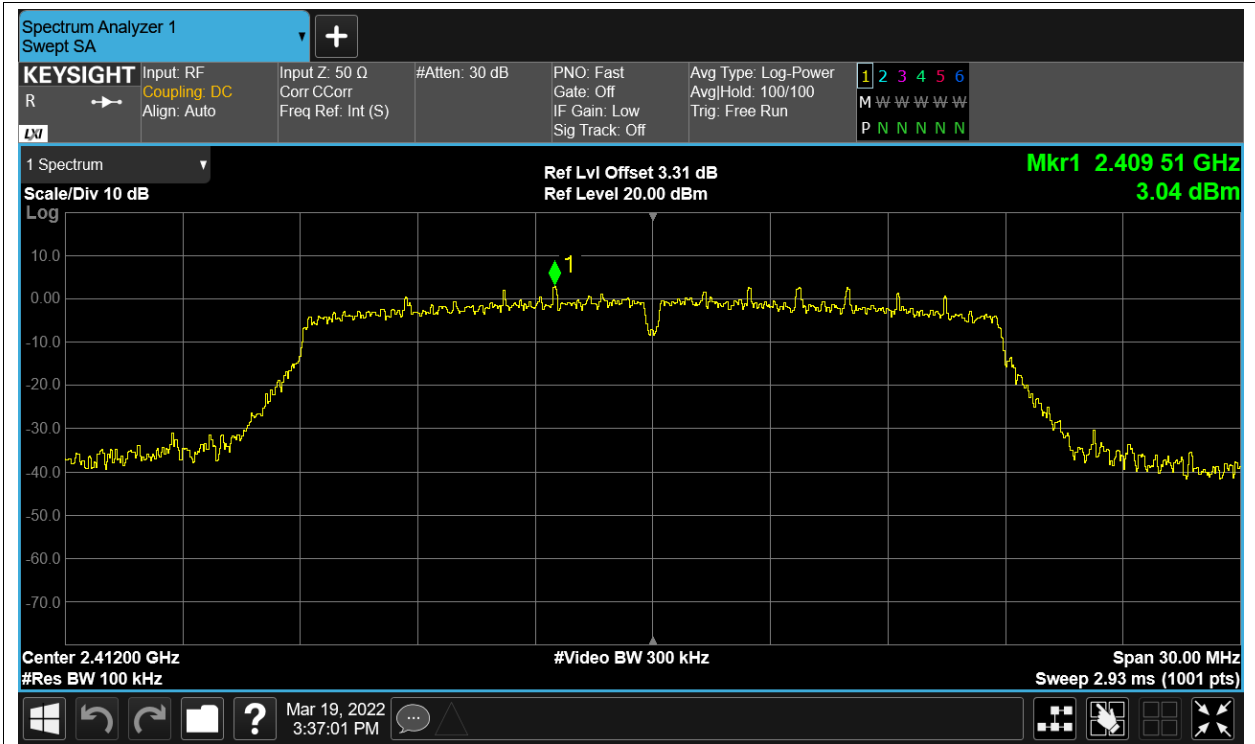 Spectrum Analyzer 1
Swept SA
KEYSIGHT
R
LXI
Input: RF
Coupling: DC
Align: Auto
Input Z: 50 Ω
Corr CCorr
Freq Ref: Int (S)
#Atten: 30 dB
PNO: Fast
Gate: Off
IF Gain: Low
Sig Track: Off
Avg Type: Log-Power
Avg|Hold: 100/100
Trig: Free Run
1 2 3 4 5 6
M W W W W W
P N N N N N
1 Spectrum
Scale/Div 10 dB
Log
Ref Lvl Offset 3.31 dB
Ref Level 20.00 dBm
Mkr1 2.409 51 GHz
3.04 dBm
1
10.0
0.00
-10.0
-20.0
-30.0
-40.0
-50.0
-60.0
-70.0
Center 2.41200 GHz
#Res BW 100 kHz
#Video BW 300 kHz
Span 30.00 MHz
Sweep 2.93 ms (1001 pts)
?
Mar 19, 2022
3:37:01 PM